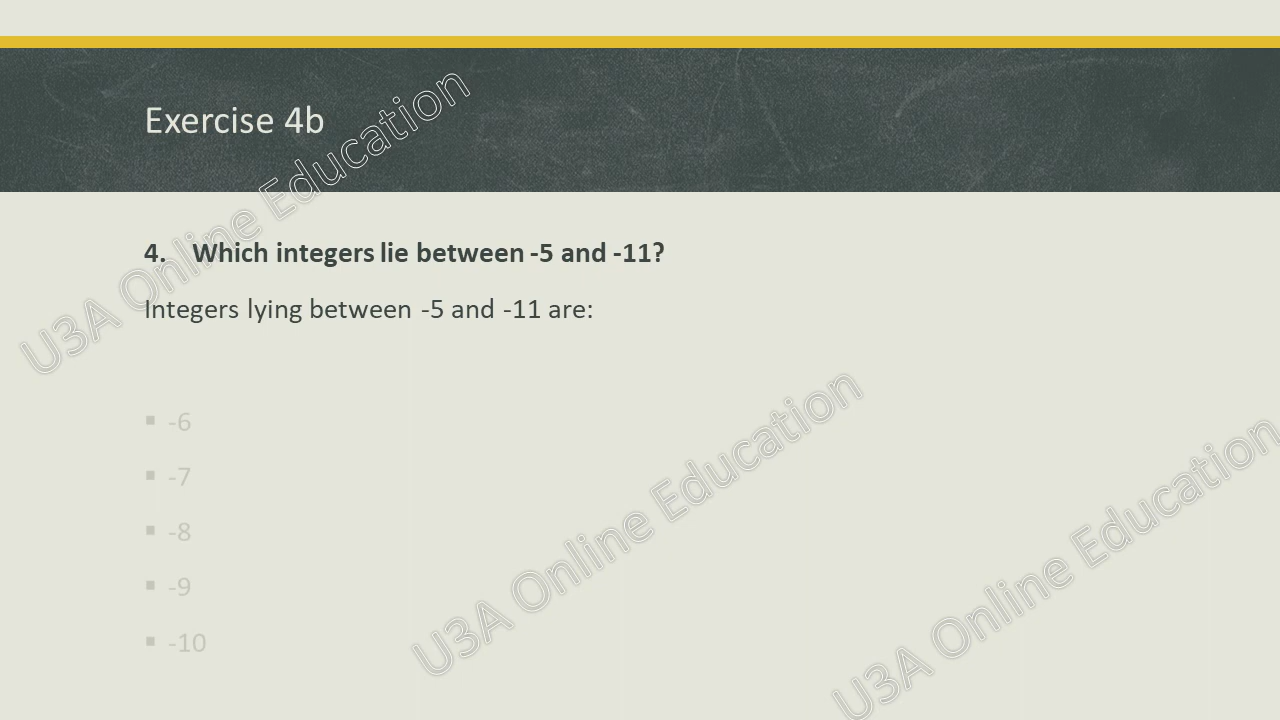 Exercise 4b
4. Which integers lie between -5 and -11?
Integers lying between -5 and -11 are:
▪ -6
▪ -7
▪ -8
▪ -9
▪ -10
U3A Online Education
U3A Online Education
U3A Online Education